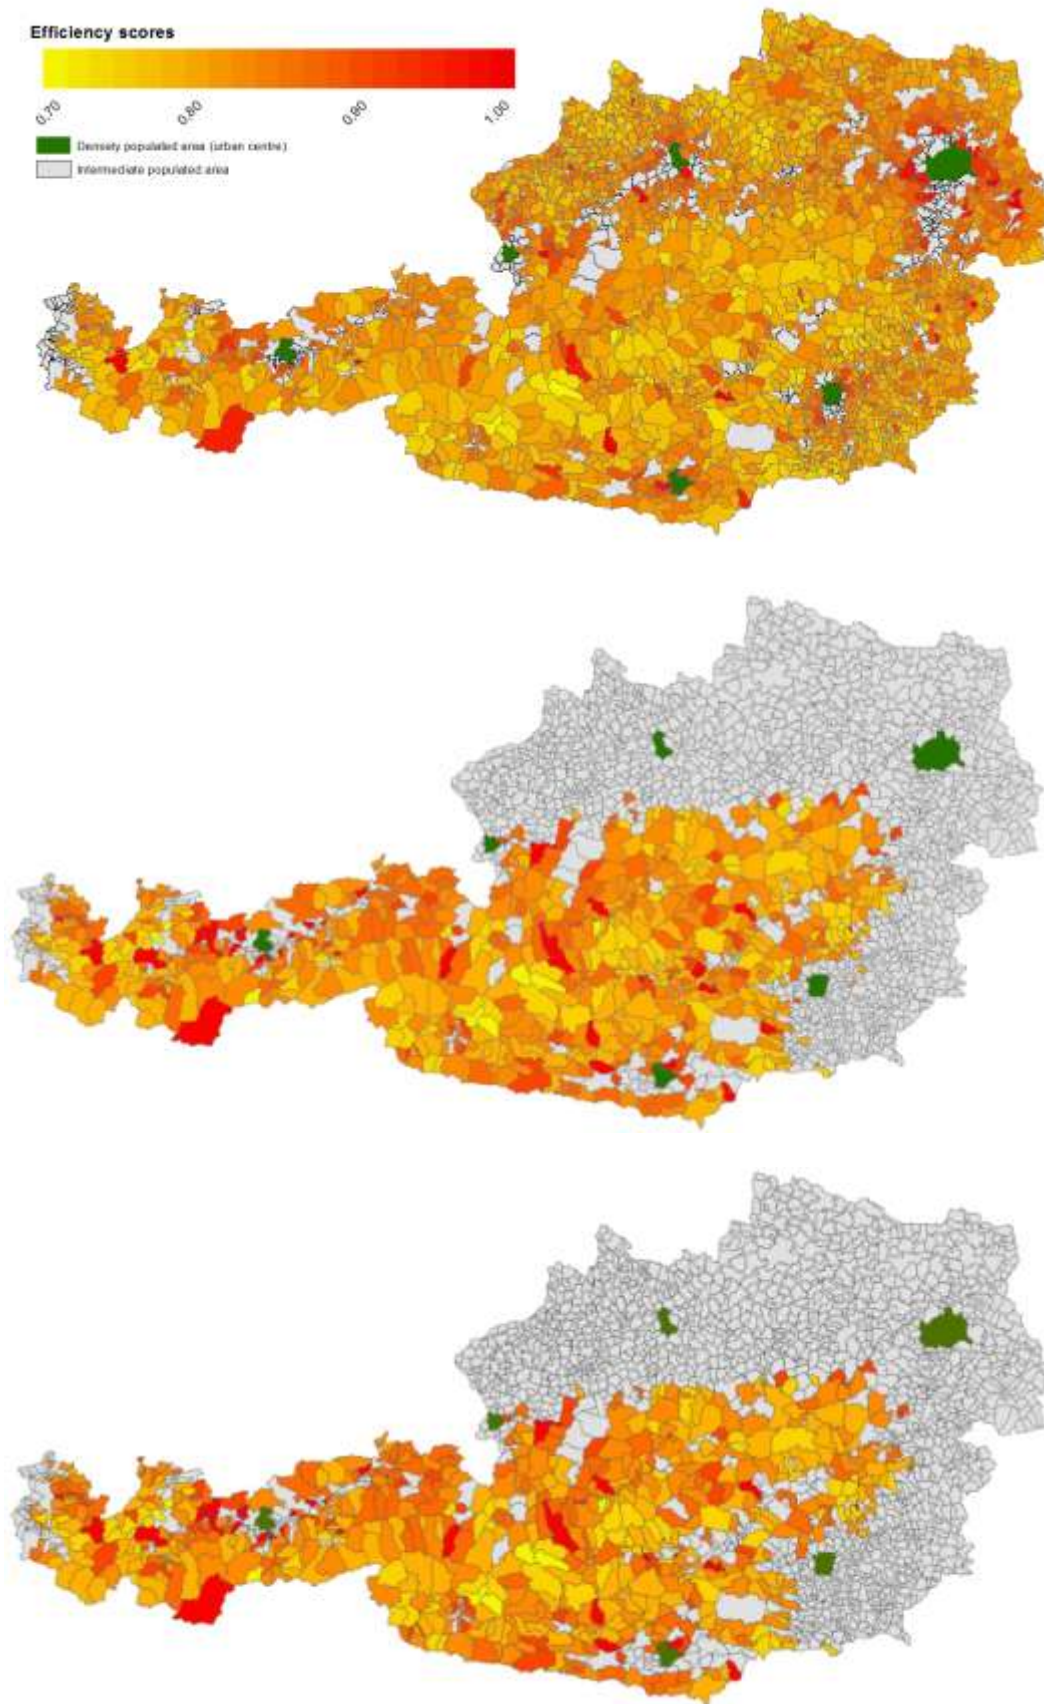 Efficiency scores
0.70 0.80 0.90 1.00
Densely populated area (urban centre)
Intermediate populated area